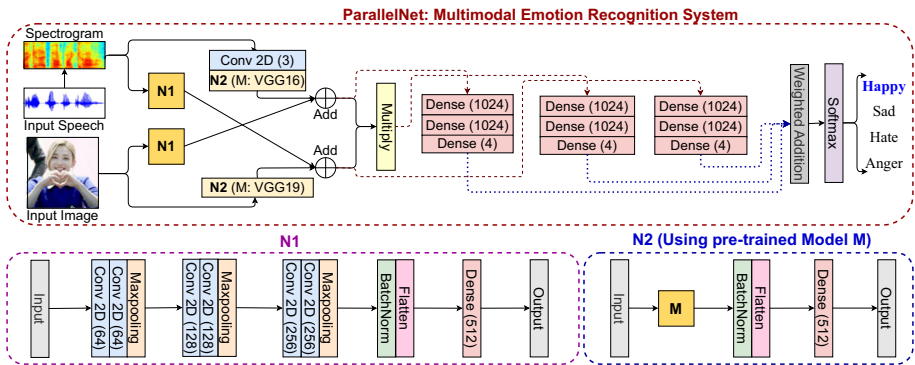 ParallelNet: Multimodal Emotion Recognition System
Spectrogram
Input Speech
Input Image
N1
N1
Conv 2D (3)
N2 (M: VGG16)
N2 (M: VGG19)
Add
Add
Multiply
Dense (1024)
Dense (1024)
Dense (4)
Dense (1024)
Dense (1024)
Dense (4)
Dense (1024)
Dense (1024)
Dense (4)
Weighted Addition
Softmax
Happy
Sad
Hate
Anger
N1
Input
Conv 2D (64)
Conv 2D (64)
Maxpooling
Conv 2D (128)
Conv 2D (128)
Maxpooling
Conv 2D (256)
Conv 2D (256)
Maxpooling
BatchNorm
Flatten
Dense (512)
Output
N2 (Using pre-trained Model M)
Input
M
BatchNorm
Flatten
Dense (512)
Output